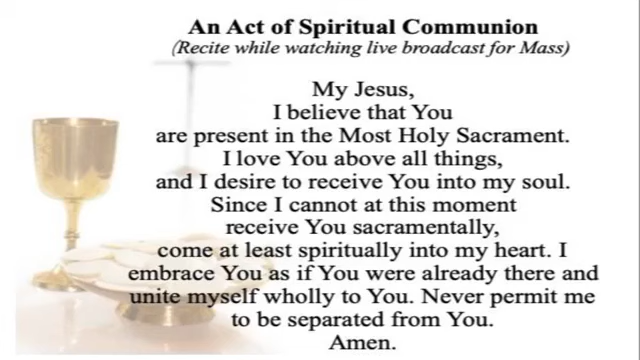 An Act of Spiritual Communion
(Recite while watching live broadcast for Mass)
My Jesus,
I believe that You
are present in the Most Holy Sacrament.
I love You above all things,
and I desire to receive You into my soul.
Since I cannot at this moment
receive You sacramentally,
come at least spiritually into my heart. I
embrace You as if You were already there and
unite myself wholly to You. Never permit me
to be separated from You.
Amen.